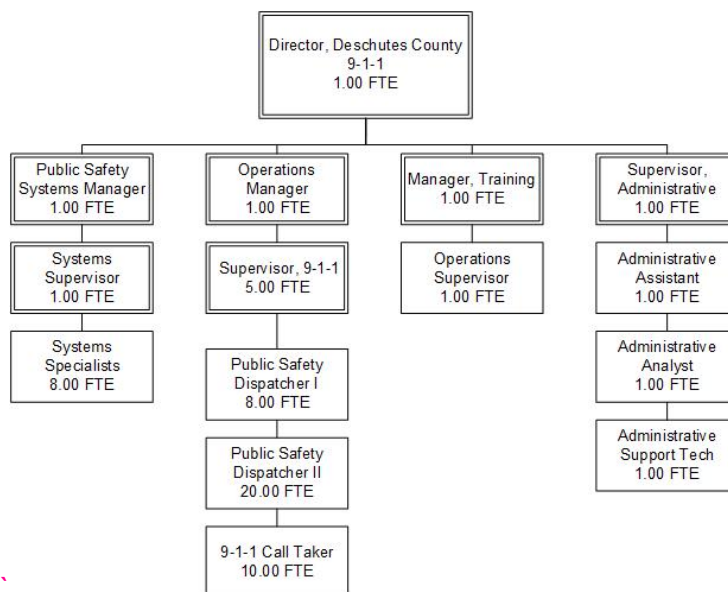 Director, Deschutes County
9-1-1
1.00 FTE
Public Safety
Systems Manager
1.00 FTE
Operations
Manager
1.00 FTE
Manager, Training
1.00 FTE
Supervisor,
Administrative
1.00 FTE
Systems
Supervisor
1.00 FTE
Supervisor, 9-1-1
5.00 FTE
Operations
Supervisor
1.00 FTE
Administrative
Assistant
1.00 FTE
Systems
Specialists
8.00 FTE
Public Safety
Dispatcher I
8.00 FTE
Administrative
Analyst
1.00 FTE
Public Safety
Dispatcher II
20.00 FTE
Administrative
Support Tech
1.00 FTE
9-1-1 Call Taker
10.00 FTE
`